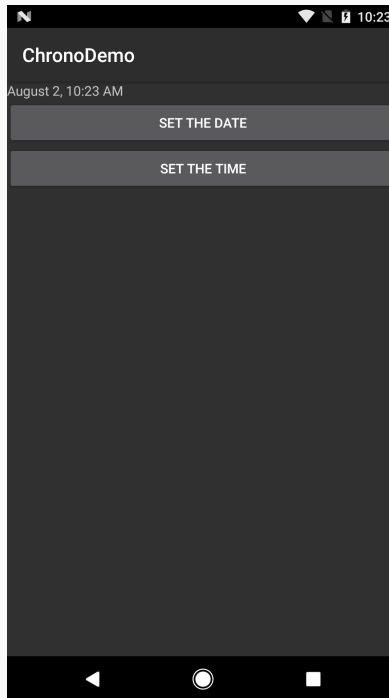 10:23
ChronoDemo
August 2, 10:23 AM
SET THE DATE
SET THE TIME